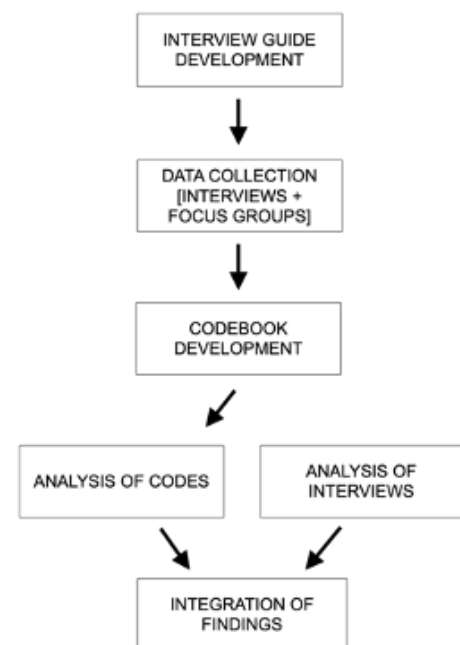 INTERVIEW GUIDE
DEVELOPMENT
DATA COLLECTION
[INTERVIEWS +
FOCUS GROUPS]
CODEBOOK
DEVELOPMENT
ANALYSIS OF CODES
ANALYSIS OF
INTERVIEWS
INTEGRATION OF
FINDINGS